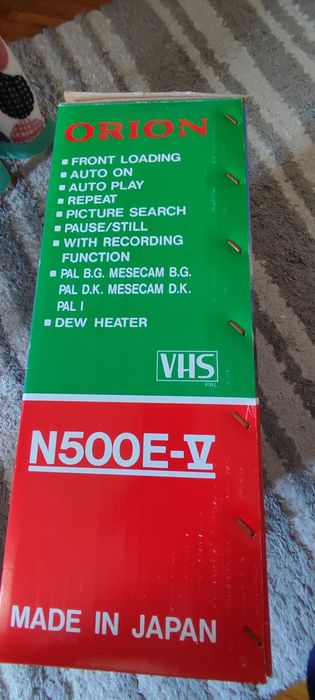 ORION
▪ FRONT LOADING
▪ AUTO ON
▪ AUTO PLAY
▪ REPEAT
▪ PICTURE SEARCH
▪ PAUSE/STILL
▪ WITH RECORDING
FUNCTION
▪ PAL B.G. MESECAM B.G.
PAL D.K. MESECAM D.K.
PAL I
▪ DEW HEATER
VHS
PAL
N500E-V
MADE IN JAPAN